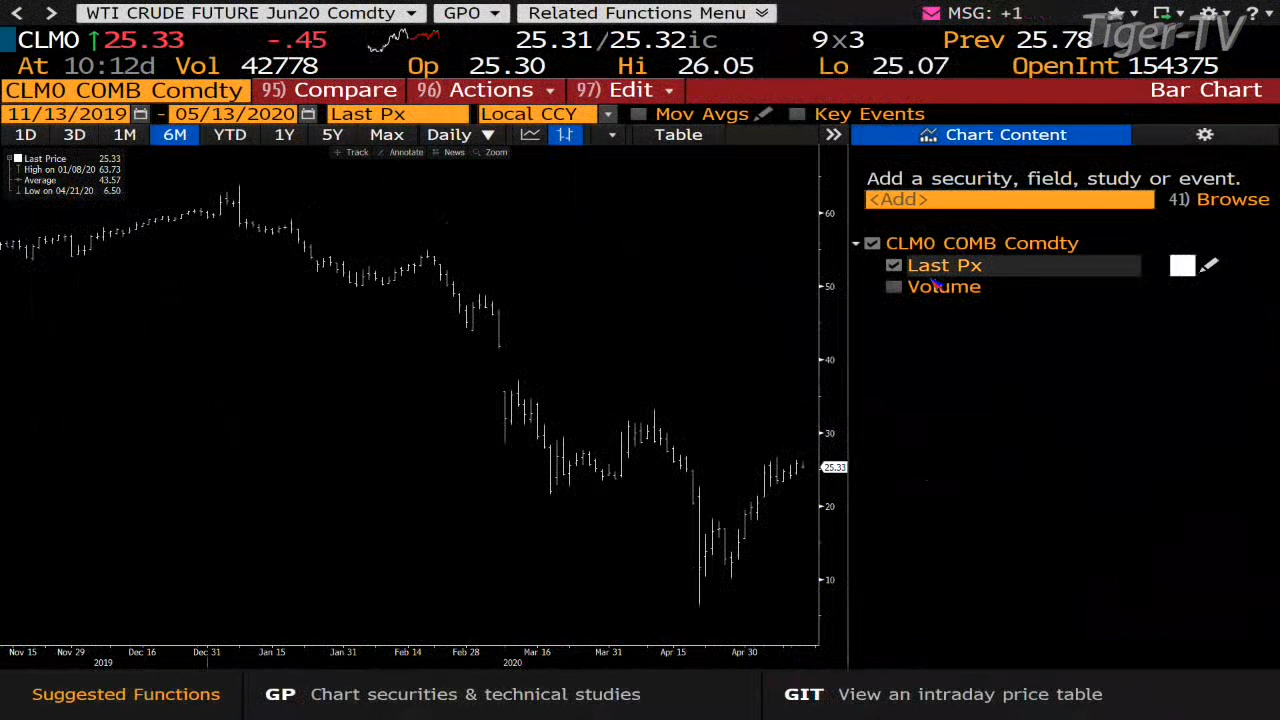 WTI CRUDE FUTURE Jun20 Comdty GPO Related Functions Menu MSG: +1 ?
CLM0 ↑25.33 -.45 25.31/25.32ic 9×3 Prev 25.78 Tiger-TV
At 10:12d Vol 42778 Op 25.30 Hi 26.05 Lo 25.07 OpenInt 154375
CLM0 COMB Comdty 95) Compare 96) Actions 97) Edit Bar Chart
11/13/2019 - 05/13/2020 Last Px Local CCY Mov Avgs Key Events
1D 3D 1M 6M YTD 1Y 5Y Max Daily ▼ Table Chart Content
Track Annotate News Zoom
Last Price 25.33
High on 01/08/20 63.73
Average 43.57
Low on 04/21/20 6.50
Add a security, field, study or event.
<Add> 41) Browse
CLM0 COMB Comdty
Last Px
Volume
60
50
40
30
25.33
20
10
Nov 15 Nov 29 Dec 16 Dec 31 Jan 15 Jan 31 Feb 14 Feb 28 Mar 16 Mar 31 Apr 15 Apr 30
2019 2020
Suggested Functions GP Chart securities & technical studies GIT View an intraday price table